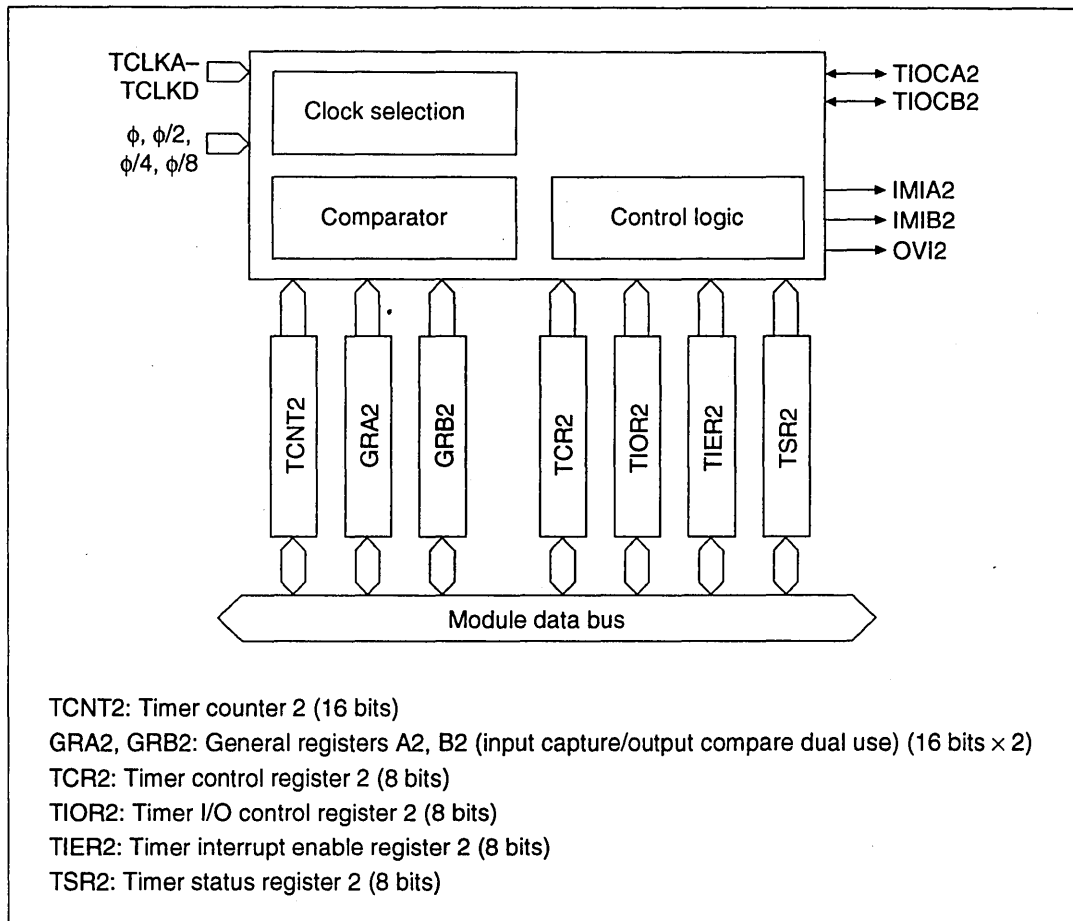 TCLKA–
TCLKD
ϕ, ϕ/2,
ϕ/4, ϕ/8
Clock selection
Comparator
Control logic
TIOCA2
TIOCB2
IMIA2
IMIB2
OVI2
TCNT2
GRA2
GRB2
TCR2
TIOR2
TIER2
TSR2
Module data bus
TCNT2: Timer counter 2 (16 bits)
GRA2, GRB2: General registers A2, B2 (input capture/output compare dual use) (16 bits × 2)
TCR2: Timer control register 2 (8 bits)
TIOR2: Timer I/O control register 2 (8 bits)
TIER2: Timer interrupt enable register 2 (8 bits)
TSR2: Timer status register 2 (8 bits)